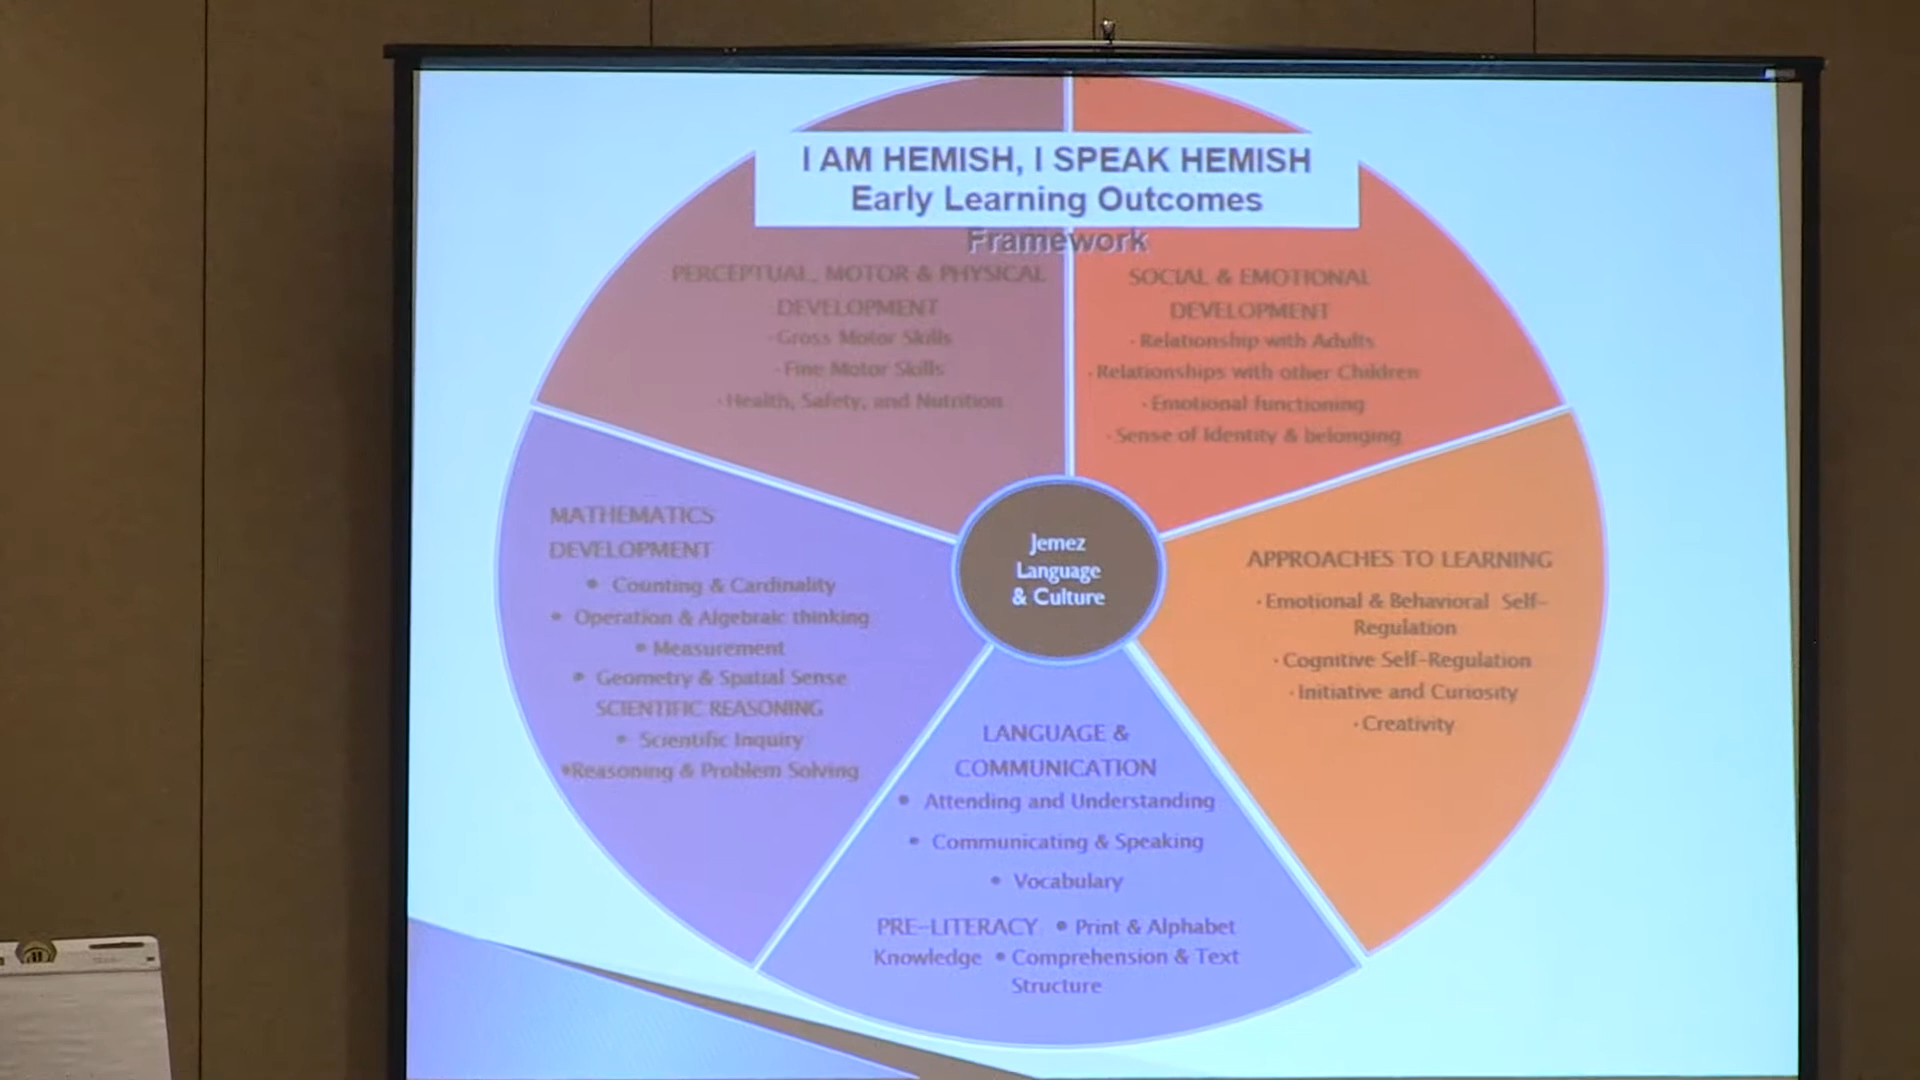 I AM HEMISH, I SPEAK HEMISH
Early Learning Outcomes
Framework
PERCEPTUAL, MOTOR & PHYSICAL
DEVELOPMENT
·Gross Motor Skills
·Fine Motor Skills
·Health, Safety, and Nutrition
SOCIAL & EMOTIONAL
DEVELOPMENT
·Relationship with Adults
·Relationships with other Children
·Emotional functioning
·Sense of Identity & belonging
APPROACHES TO LEARNING
·Emotional & Behavioral Self-
Regulation
·Cognitive Self-Regulation
·Initiative and Curiosity
·Creativity
LANGUAGE &
COMMUNICATION
• Attending and Understanding
• Communicating & Speaking
• Vocabulary
PRE-LITERACY • Print & Alphabet
Knowledge • Comprehension & Text
Structure
MATHEMATICS
DEVELOPMENT
• Counting & Cardinality
• Operation & Algebraic thinking
• Measurement
• Geometry & Spatial Sense
SCIENTIFIC REASONING
• Scientific Inquiry
•Reasoning & Problem Solving
Jemez
Language
& Culture